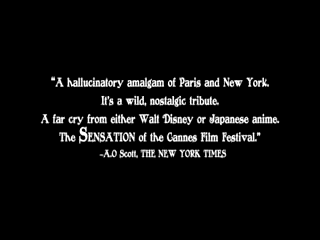 "A hallucinatory amalgam of Paris and New York.
It's a wild, nostalgic tribute.
A far cry from either Walt Disney or Japanese anime.
The SENSATION of the Cannes Film Festival."
-A.O Scott, THE NEW YORK TIMES